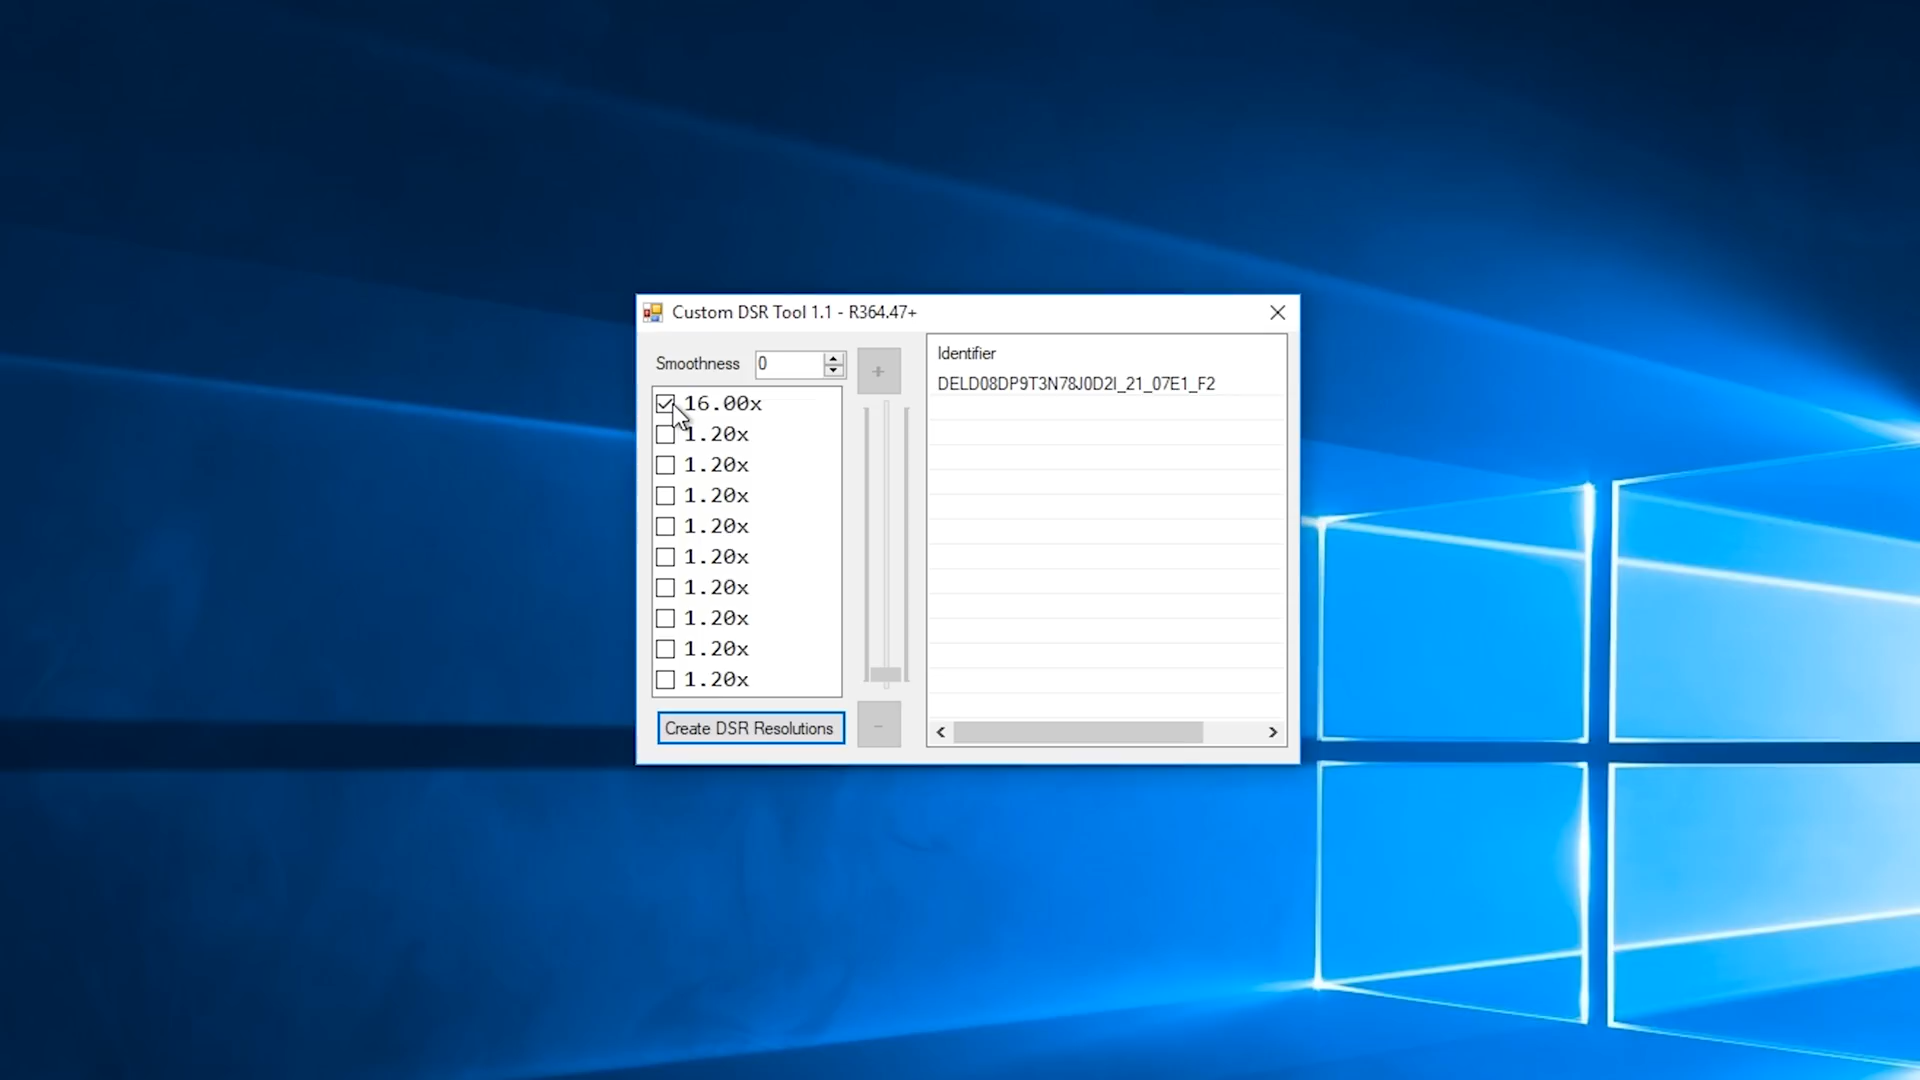 Custom DSR Tool 1.1 - R364.47+
Smoothness 0
+
16.00x
1.20x
1.20x
1.20x
1.20x
1.20x
1.20x
1.20x
1.20x
1.20x
Create DSR Resolutions
-
Identifier
DELD08DP9T3N78J0D2I_21_07E1_F2